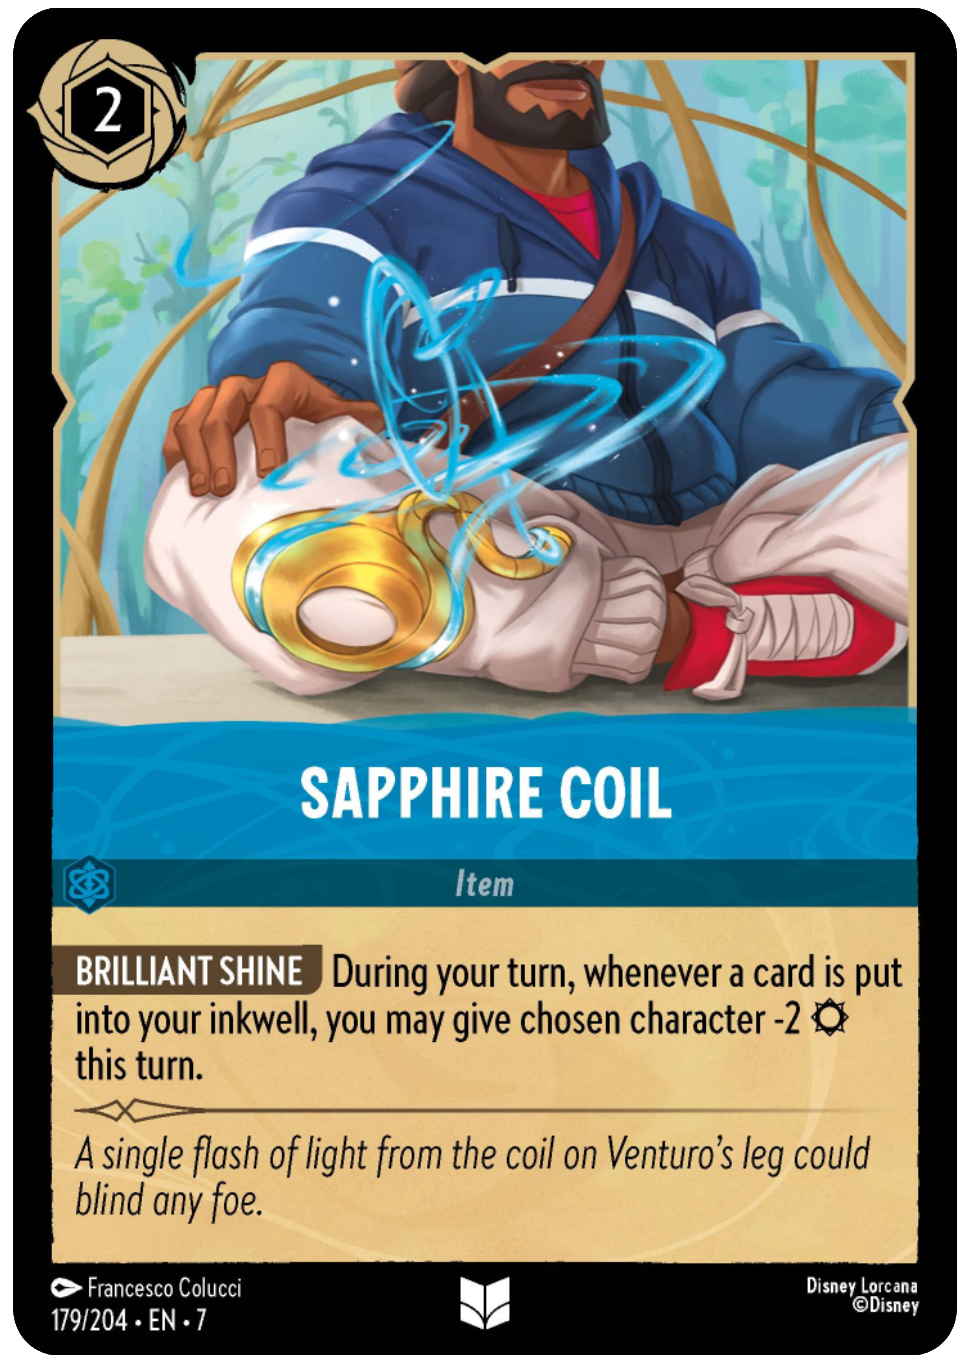 2
SAPPHIRE COIL
Item
BRILLIANT SHINE During your turn, whenever a card is put
into your inkwell, you may give chosen character -2
this turn.
A single flash of light from the coil on Venturo's leg could
blind any foe.
Francesco Colucci
179/204 • EN • 7
Disney Lorcana
©Disney